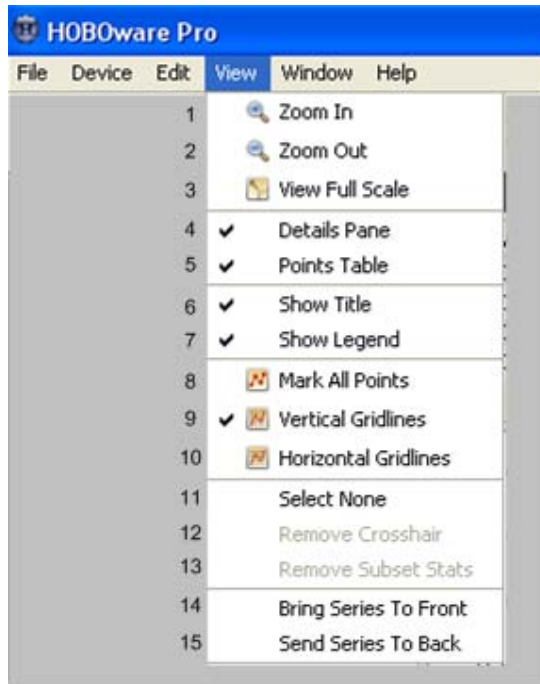 HOBOware Pro
File Device Edit View Window Help
1 Zoom In
2 Zoom Out
3 View Full Scale
4 Details Pane
5 Points Table
6 Show Title
7 Show Legend
8 Mark All Points
9 Vertical Gridlines
10 Horizontal Gridlines
11 Select None
12 Remove Crosshair
13 Remove Subset Stats
14 Bring Series To Front
15 Send Series To Back